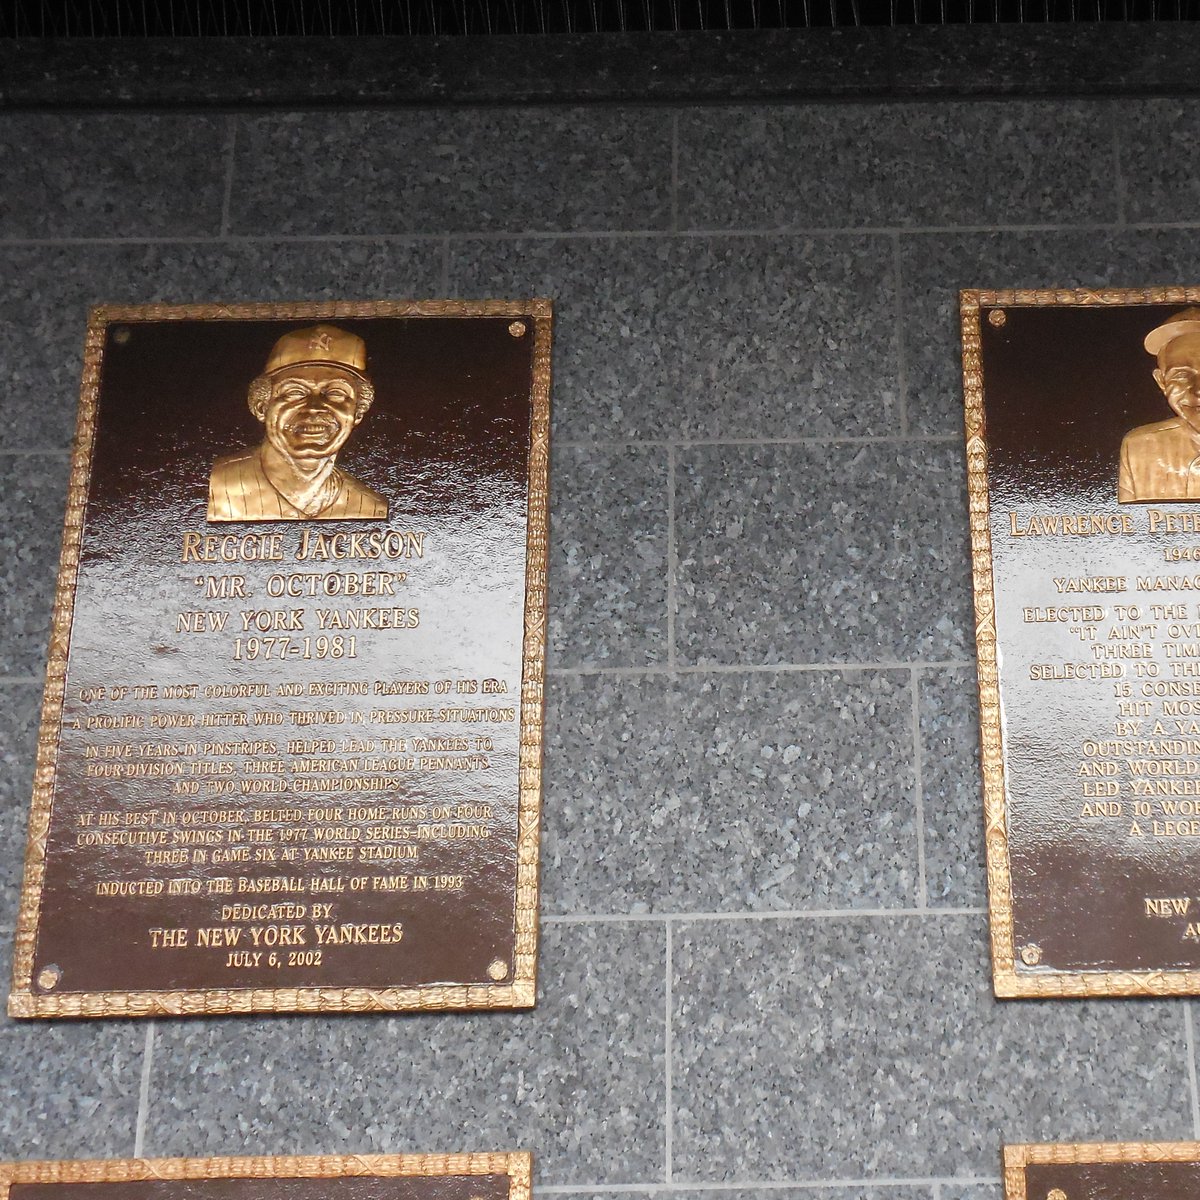 REGGIE JACKSON
"MR. OCTOBER"
NEW YORK YANKEES
1977-1981
ONE OF THE MOST COLORFUL AND EXCITING PLAYERS OF HIS ERA
A PROLIFIC POWER HITTER WHO THRIVED IN PRESSURE SITUATIONS
IN FIVE YEARS IN PINSTRIPES, HELPED LEAD THE YANKEES TO
FOUR DIVISION TITLES, THREE AMERICAN LEAGUE PENNANTS
AND TWO WORLD CHAMPIONSHIPS.
AT HIS BEST IN OCTOBER, BELTED FOUR HOME RUNS ON FOUR
CONSECUTIVE SWINGS IN THE 1977 WORLD SERIES-INCLUDING
THREE IN GAME SIX AT YANKEE STADIUM
INDUCTED INTO THE BASEBALL HALL OF FAME IN 1993
DEDICATED BY
THE NEW YORK YANKEES
JULY 6, 2002
LAWRENCE PET
1946
YANKEE MANAG
ELECTED TO THE
"IT AIN'T OV
THREE TIM
SELECTED TO TH
15 CONS
HIT MOS
BY A YA
OUTSTANDIN
AND WORLD
LED YANKE
AND 10 WO
A LEG
NEW
AU